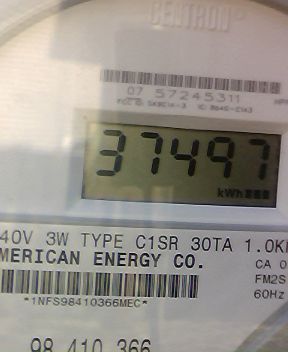 CENTRON®
07 57245311
37497
kWh
40V 3W TYPE C1SR 30TA 1.0K
MERICAN ENERGY CO.
CA 0
FM2S
60Hz
*1NFS98410366MEC*
98 410 366